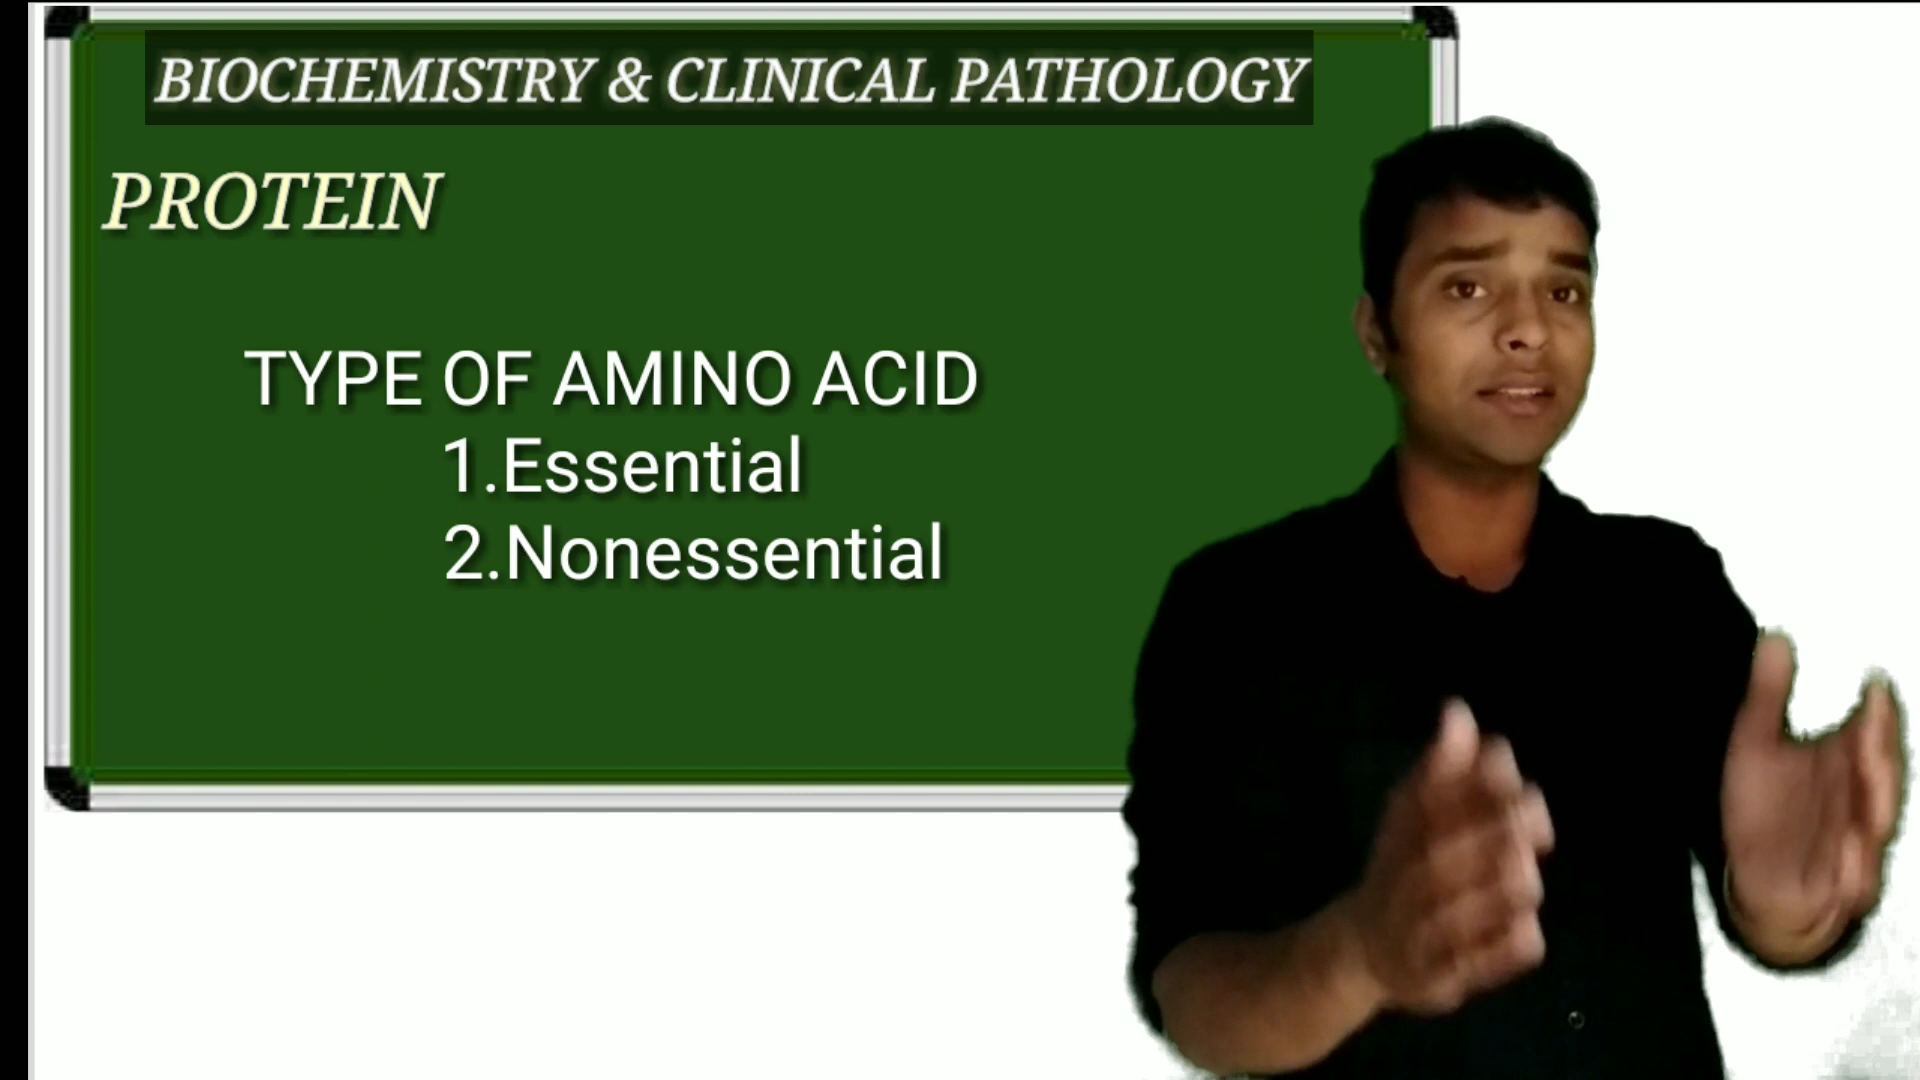 BIOCHEMISTRY & CLINICAL PATHOLOGY
PROTEIN
TYPE OF AMINO ACID
1.Essential
2.Nonessential